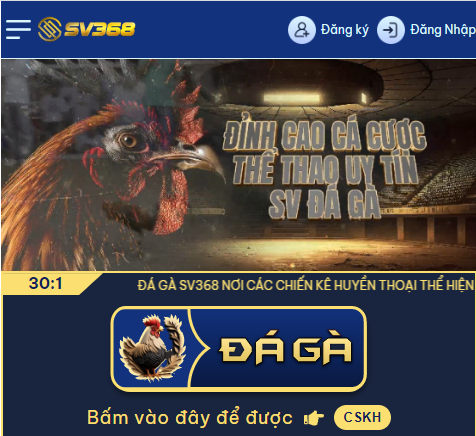 SV368
Đăng ký
Đăng Nhập
ĐỈNH CAO CÁ CƯỢC
THỂ THAO UY TÍN
SV ĐÁ GÀ
30:1
ĐÁ GÀ SV368 NƠI CÁC CHIẾN KÊ HUYỀN THOẠI THỂ HIỆN
ĐÁ GÀ
Bấm vào đây để được
CSKH